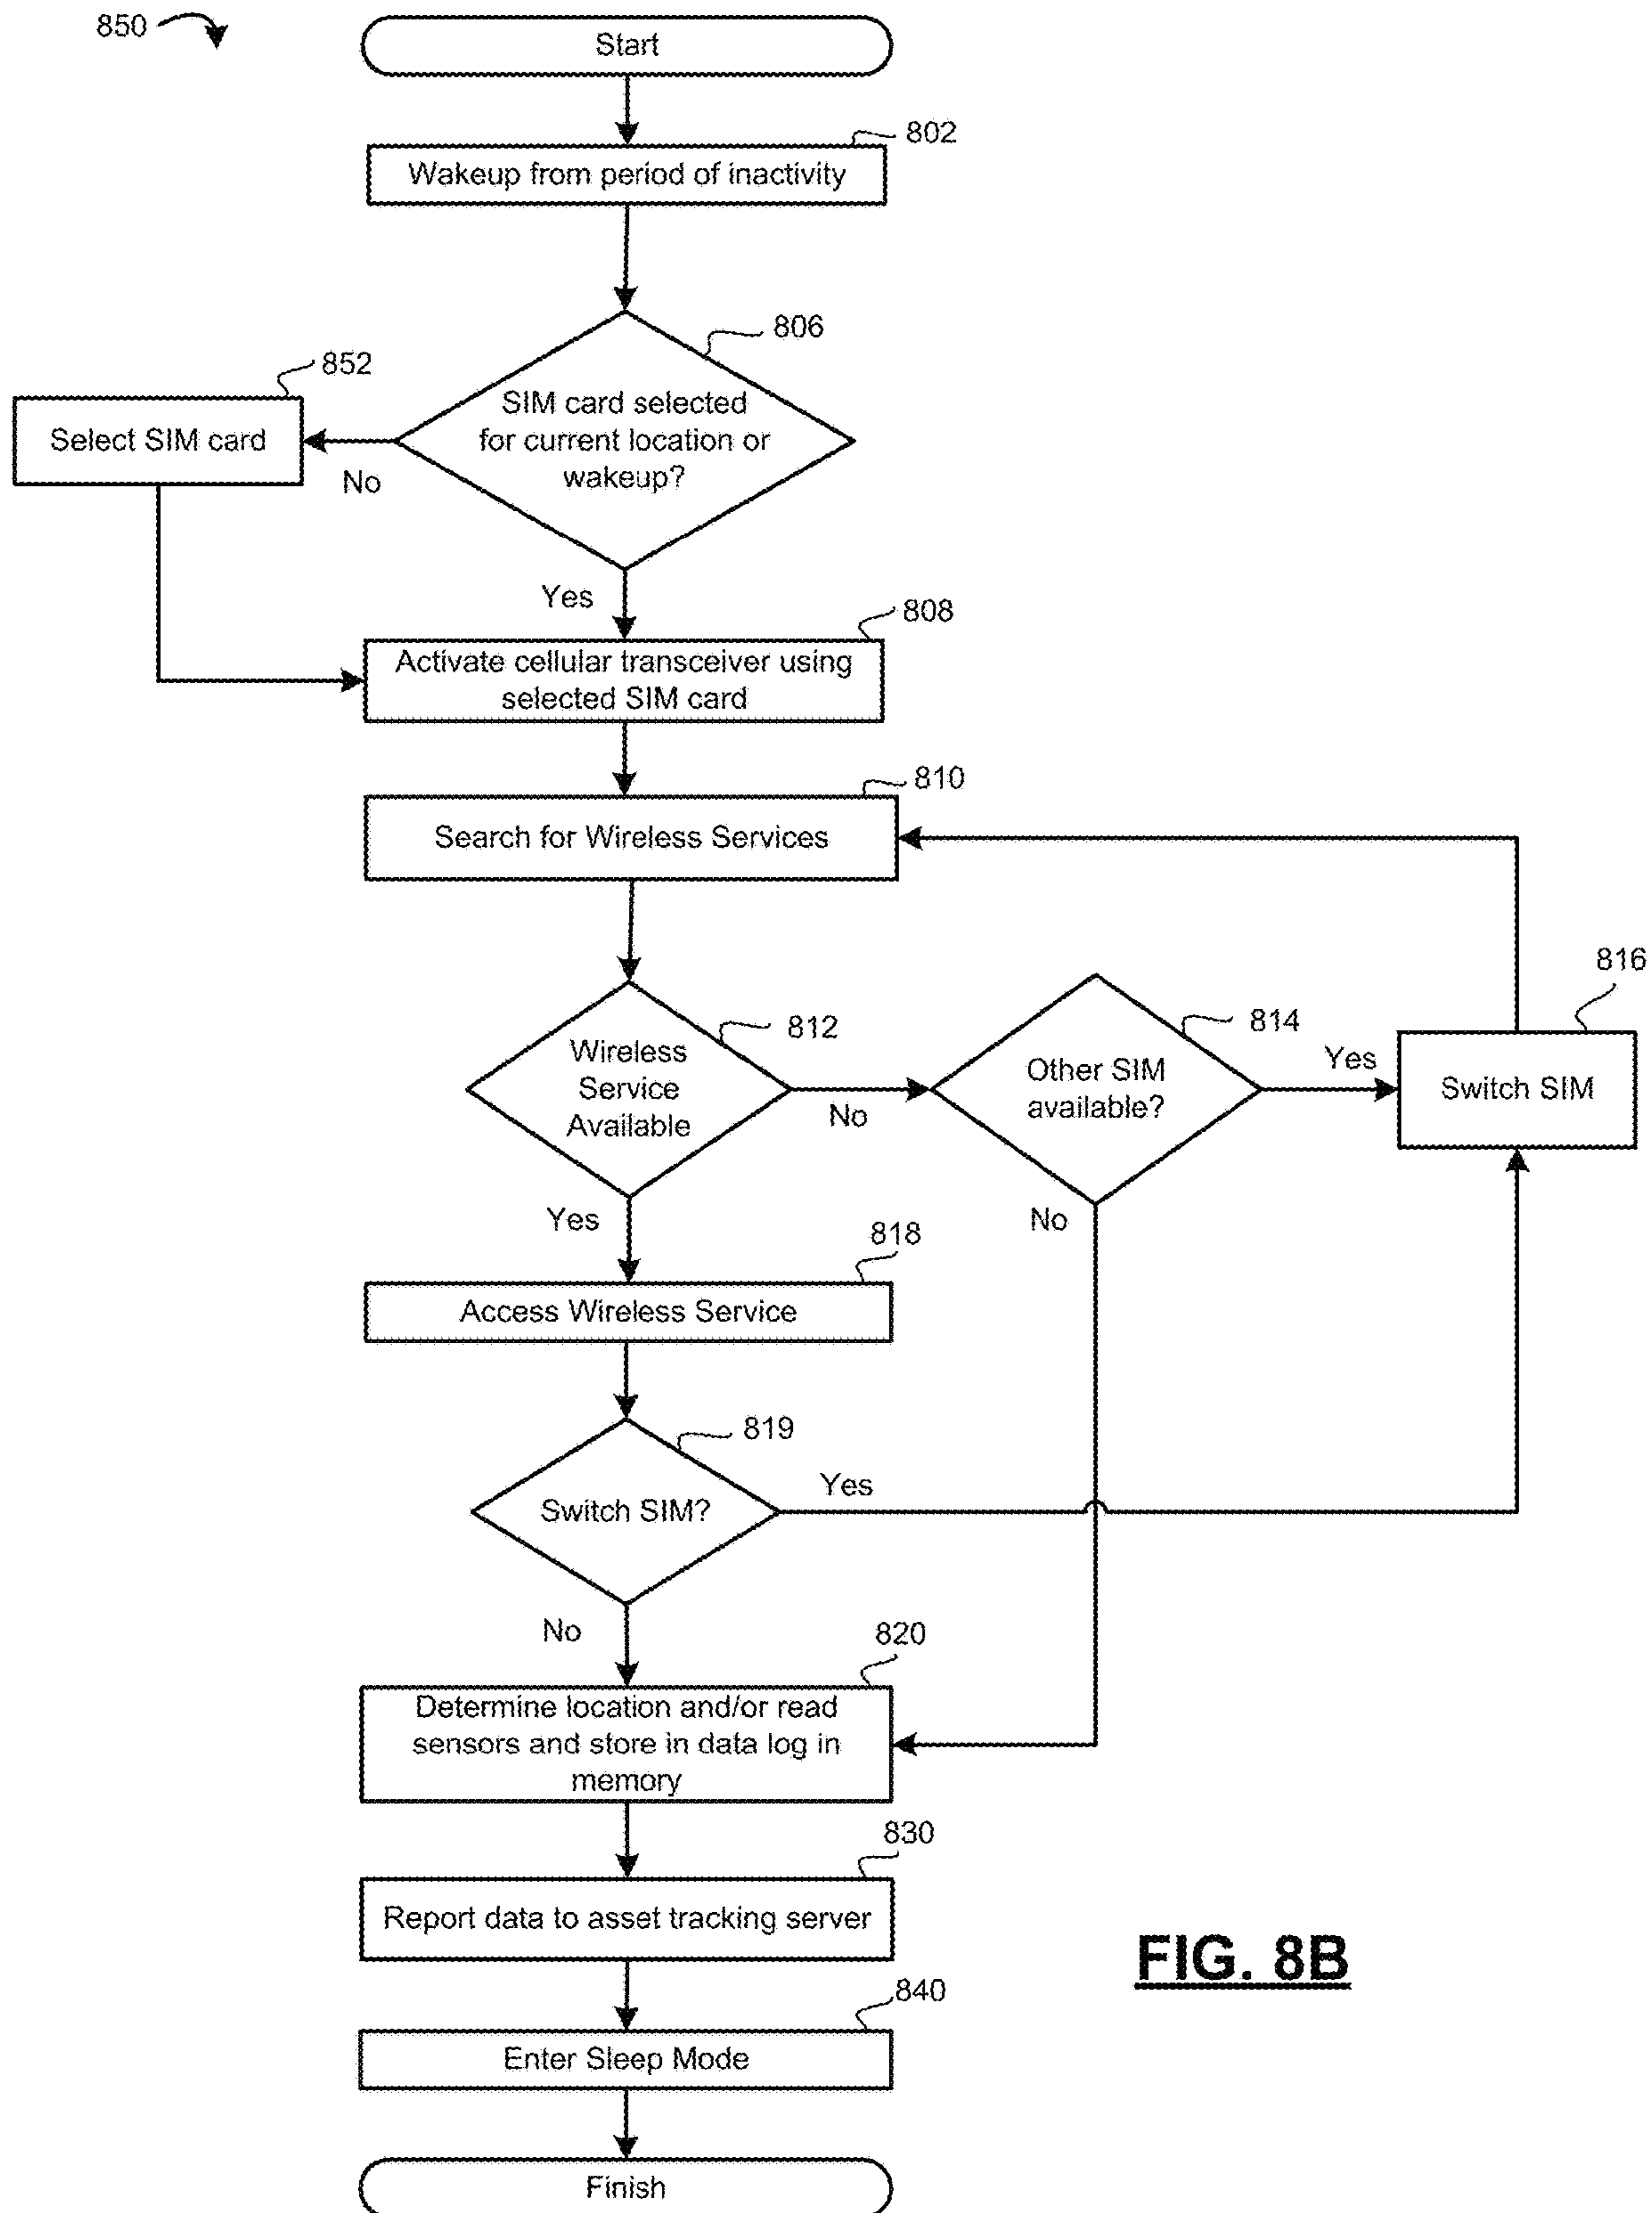 850
Start
802
Wakeup from period of inactivity
806
SIM card selected
for current location or
wakeup?
852
Select SIM card
No
Yes
808
Activate cellular transceiver using
selected SIM card
810
Search for Wireless Services
812
Wireless
Service
Available
No
814
Other SIM
available?
Yes
816
Switch SIM
Yes
No
818
Access Wireless Service
819
Switch SIM?
Yes
No
820
Determine location and/or read
sensors and store in data log in
memory
830
Report data to asset tracking server
840
Enter Sleep Mode
Finish
FIG. 8B